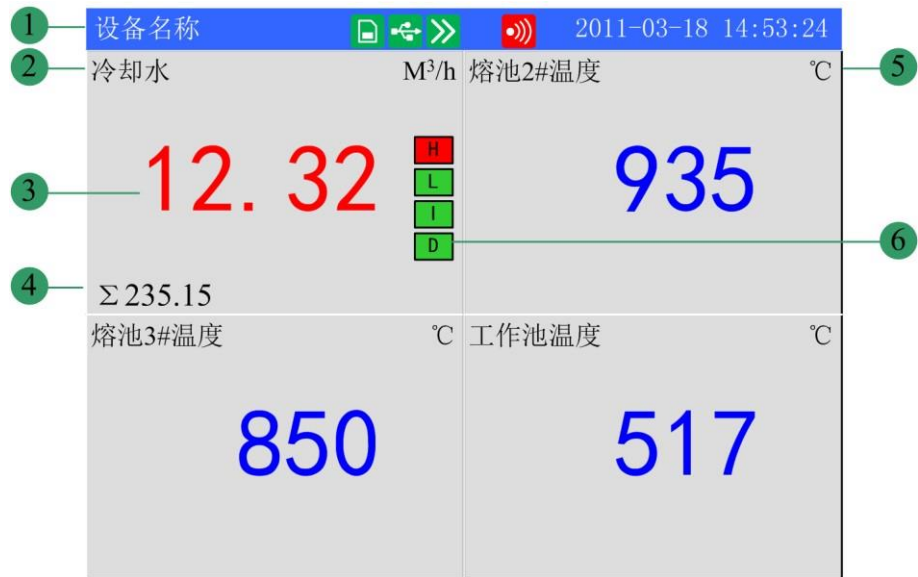 1 设备名称 2011-03-18 14:53:24
2 冷却水 M³/h 熔池2#温度 ℃ 5
3 12.32 H 935
L
I
D 6
4 Σ235.15
熔池3#温度 ℃ 工作池温度 ℃
850 517